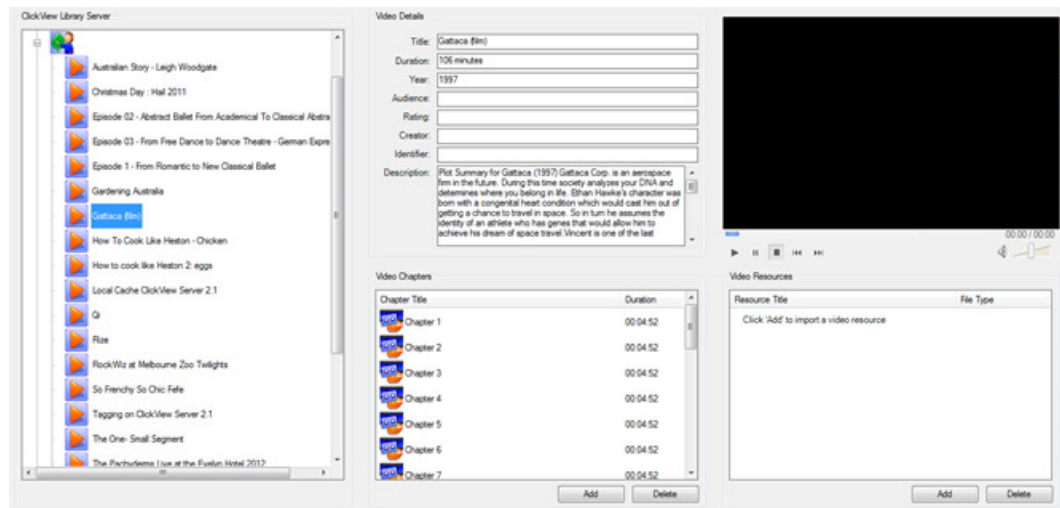 ClickView Library Server
Australian Story - Leigh Woodgate
Christmas Day : Hail 2011
Episode 02 - Abstract Ballet From Academical To Classical Abstra
Episode 03 - From Free Dance to Dance Theatre - German Expre
Episode 1 - From Romantic to New Classical Ballet
Gardening Australia
Gattaca (film)
How To Cook Like Heston - Chicken
How to cook like Heston 2: eggs
Local Cache ClickView Server 2.1
Qi
Rize
RockWiz at Melbourne Zoo Twilights
So Frenchy So Chic Fefe
Tagging on ClickView Server 2.1
The One- Small Segment
The Pachyderms Live at the Evelyn Hotel 2012
Video Details
Title: Gattaca (film)
Duration: 106 minutes
Year: 1997
Audience:
Rating:
Creator:
Identifier:
Description: Plot Summary for Gattaca (1997) Gattaca Corp. is an aerospace
firm in the future. During this time society analyzes your DNA and
determines where you belong in life. Ethan Hawke's character was
born with a congenital heart condition which would cast him out of
getting a chance to travel in space. So in turn he assumes the
identity of an athlete who has genes that would allow him to
achieve his dream of space travel.Vincent is one of the last
00:00 / 00:00
Video Chapters
Chapter Title Duration
Chapter 1 00:04:52
Chapter 2 00:04:52
Chapter 3 00:04:52
Chapter 4 00:04:52
Chapter 5 00:04:52
Chapter 6 00:04:52
Chapter 7 00:04:52
Add Delete
Video Resources
Resource Title File Type
Click 'Add' to import a video resource
Add Delete